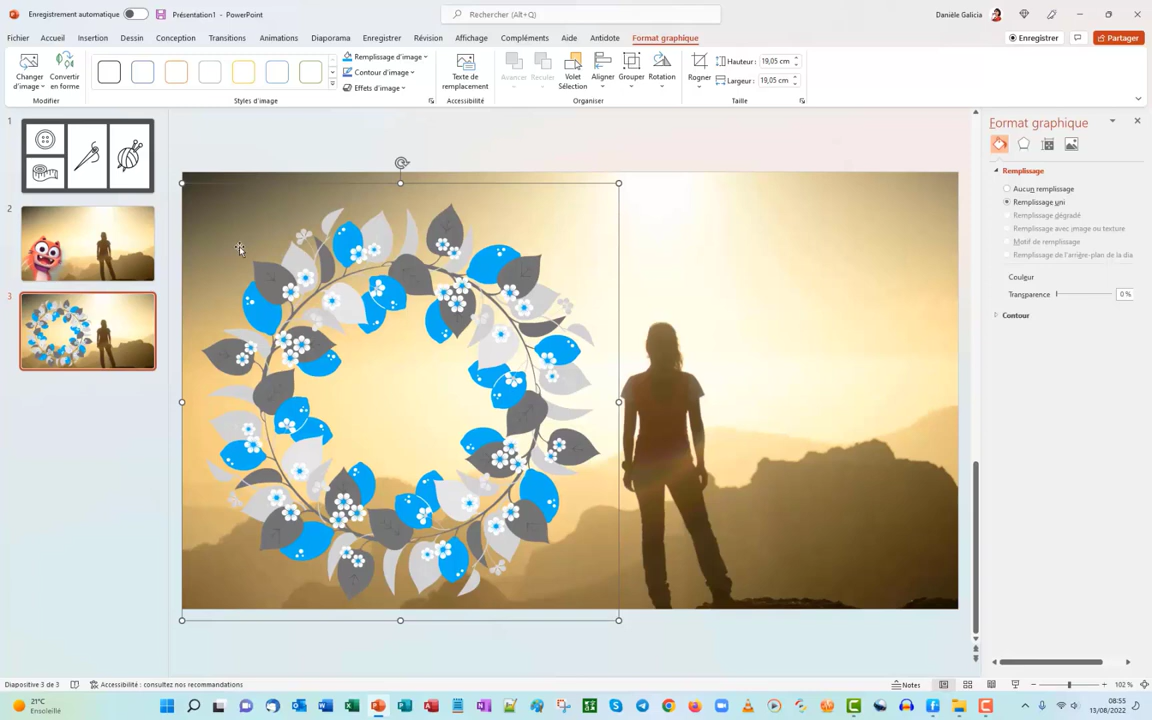 Enregistrement automatique
Présentation1 - PowerPoint
Rechercher (Alt+Q)
Danièle Galicia
Fichier Accueil Insertion Dessin Conception Transitions Animations Diaporama Enregistrer Révision Affichage Compléments Aide Antidote Format graphique
Enregistrer
Partager
Changer d'image
Convertir en forme
Modifier
Remplissage d'image
Contour d'image
Effets d'image
Styles d'image
Texte de remplacement
Accessibilité
Avancer
Reculer
Volet Sélection
Aligner
Grouper
Rotation
Organiser
Rogner
Hauteur : 19,05 cm
Largeur : 19,05 cm
Taille
1
2
3
Format graphique
Remplissage
Aucun remplissage
Remplissage uni
Remplissage dégradé
Remplissage avec image ou texture
Motif de remplissage
Remplissage de l'arrière-plan de la dia
Couleur
Transparence 0 %
Contour
Diapositive 3 de 3
Accessibilité : consultez nos recommandations
Notes
102 %
21°C
Ensoleillé
08:55
13/08/2022